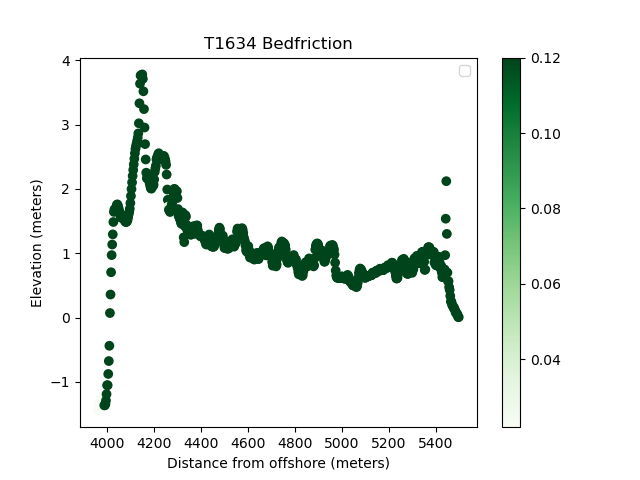 T1634 Bedfriction
4
3
2
1
0
−1
Elevation (meters)
4000 4200 4400 4600 4800 5000 5200 5400
Distance from offshore (meters)
0.12
0.10
0.08
0.06
0.04